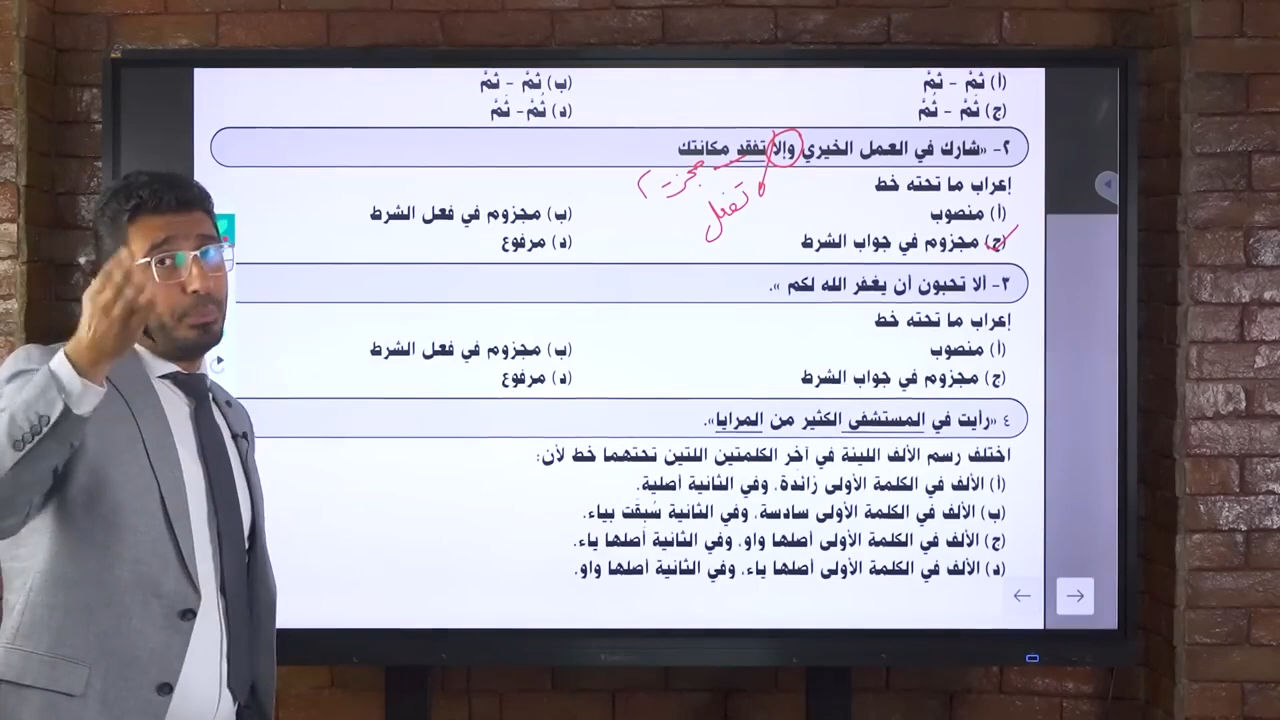 (أ) ثَمَّ - ثَمَّ (ب) ثُمَّ - ثُمَّ
(ج) ثَمَّ - ثُمَّ (د) ثُمَّ - ثَمَّ
٢- «شارك في العمل الخيري وإلا تفقد مكانتك
إعراب ما تحته خط
(أ) منصوب (ب) مجزوم في فعل الشرط
(ج) مجزوم في جواب الشرط (د) مرفوع
٣- ألا تحبون أن يغفر الله لكم ».
إعراب ما تحته خط
(أ) منصوب (ب) مجزوم في فعل الشرط
(ج) مجزوم في جواب الشرط (د) مرفوع
٤ «رأيت في المستشفى الكثير من المرايا».
اختلف رسم الألف اللينة في آخر الكلمتين اللتين تحتهما خط لأن:
(أ) الألف في الكلمة الأولى زائدة، وفي الثانية أصلية.
(ب) الألف في الكلمة الأولى سادسة، وفي الثانية سُبقت بياء.
(ج) الألف في الكلمة الأولى أصلها واو، وفي الثانية أصلها ياء.
(د) الألف في الكلمة الأولى أصلها ياء، وفي الثانية أصلها واو.